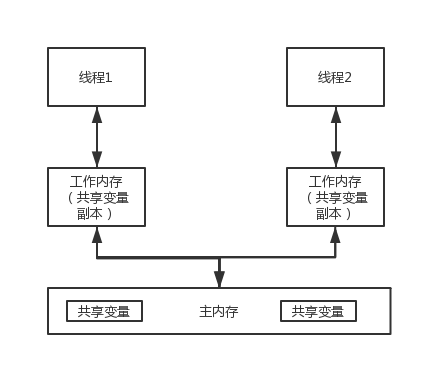 线程1
线程2
工作内存
（共享变量
副本）
工作内存
（共享变量
副本）
共享变量
主内存
共享变量